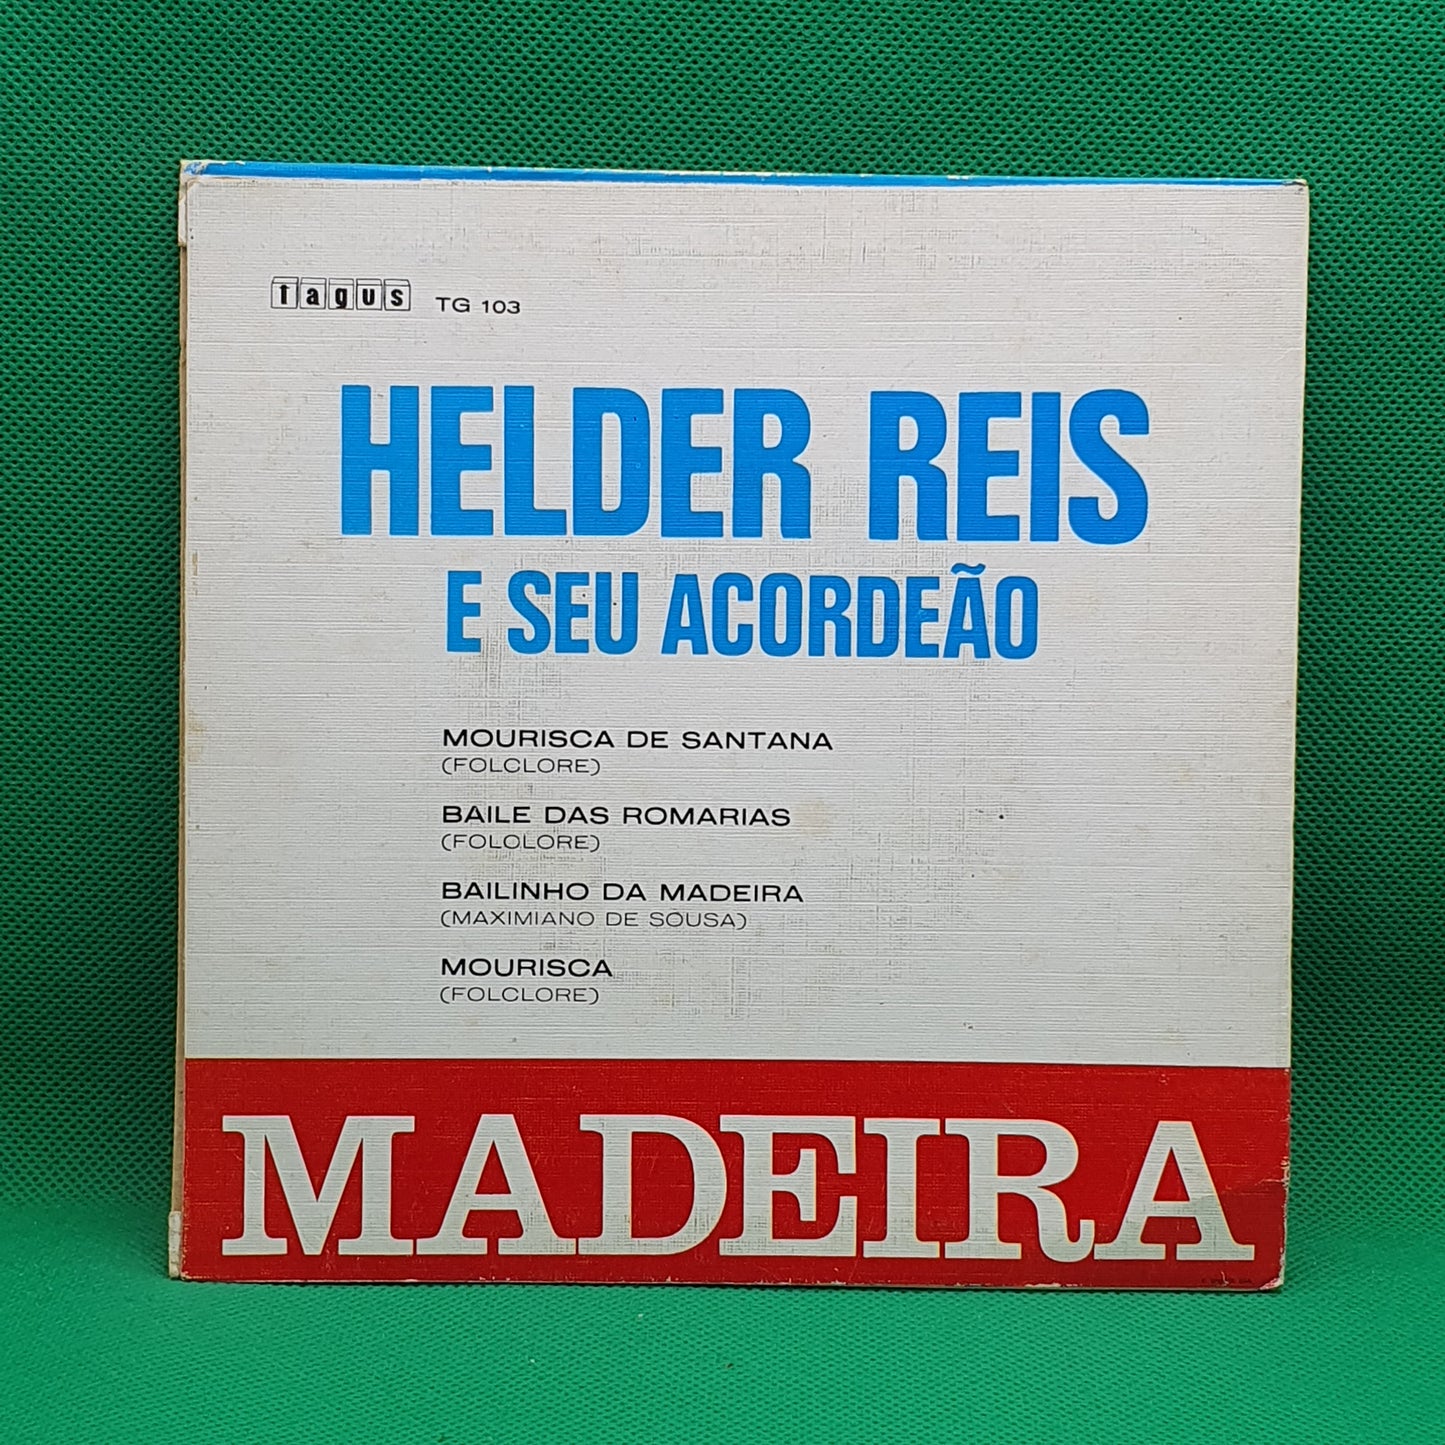 tagus TG 103
HELDER REIS
E SEU ACORDEÃO
MOURISCA DE SANTANA
(FOLCLORE)
BAILE DAS ROMARIAS
(FOLOLORE)
BAILINHO DA MADEIRA
(MAXIMIANO DE SOUSA)
MOURISCA
(FOLCLORE)
MADEIRA